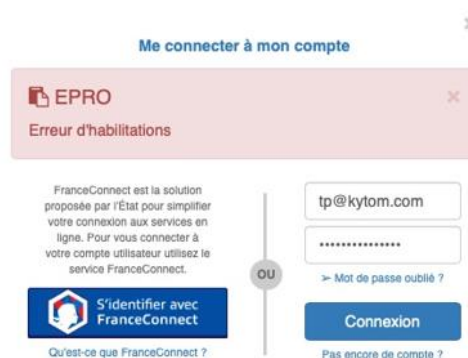 Me connecter à mon compte
EPRO
Erreur d'habilitations
FranceConnect est la solution
proposée par l'État pour simplifier
votre connexion aux services en
ligne. Pour vous connecter à
votre compte utilisateur utilisez le
service FranceConnect.
S'identifier avec
FranceConnect
Qu'est-ce que FranceConnect ?
OU
tp@kytom.com
•••••••••••••••
➢ Mot de passe oublié ?
Connexion
Pas encore de compte ?